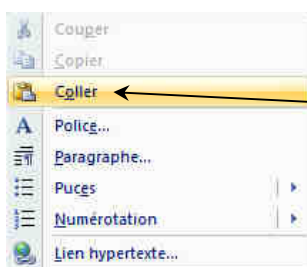 Couper
Copier
Coller
Police...
Paragraphe...
Puces
Numérotation
Lien hypertexte...